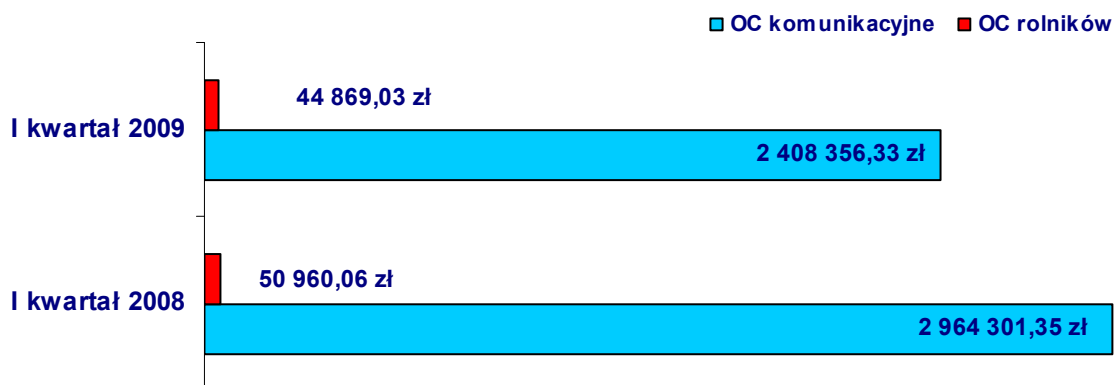 OC komunikacyjne OC rolników
44 869,03 zł
I kwartał 2009
2 408 356,33 zł
50 960,06 zł
I kwartał 2008
2 964 301,35 zł